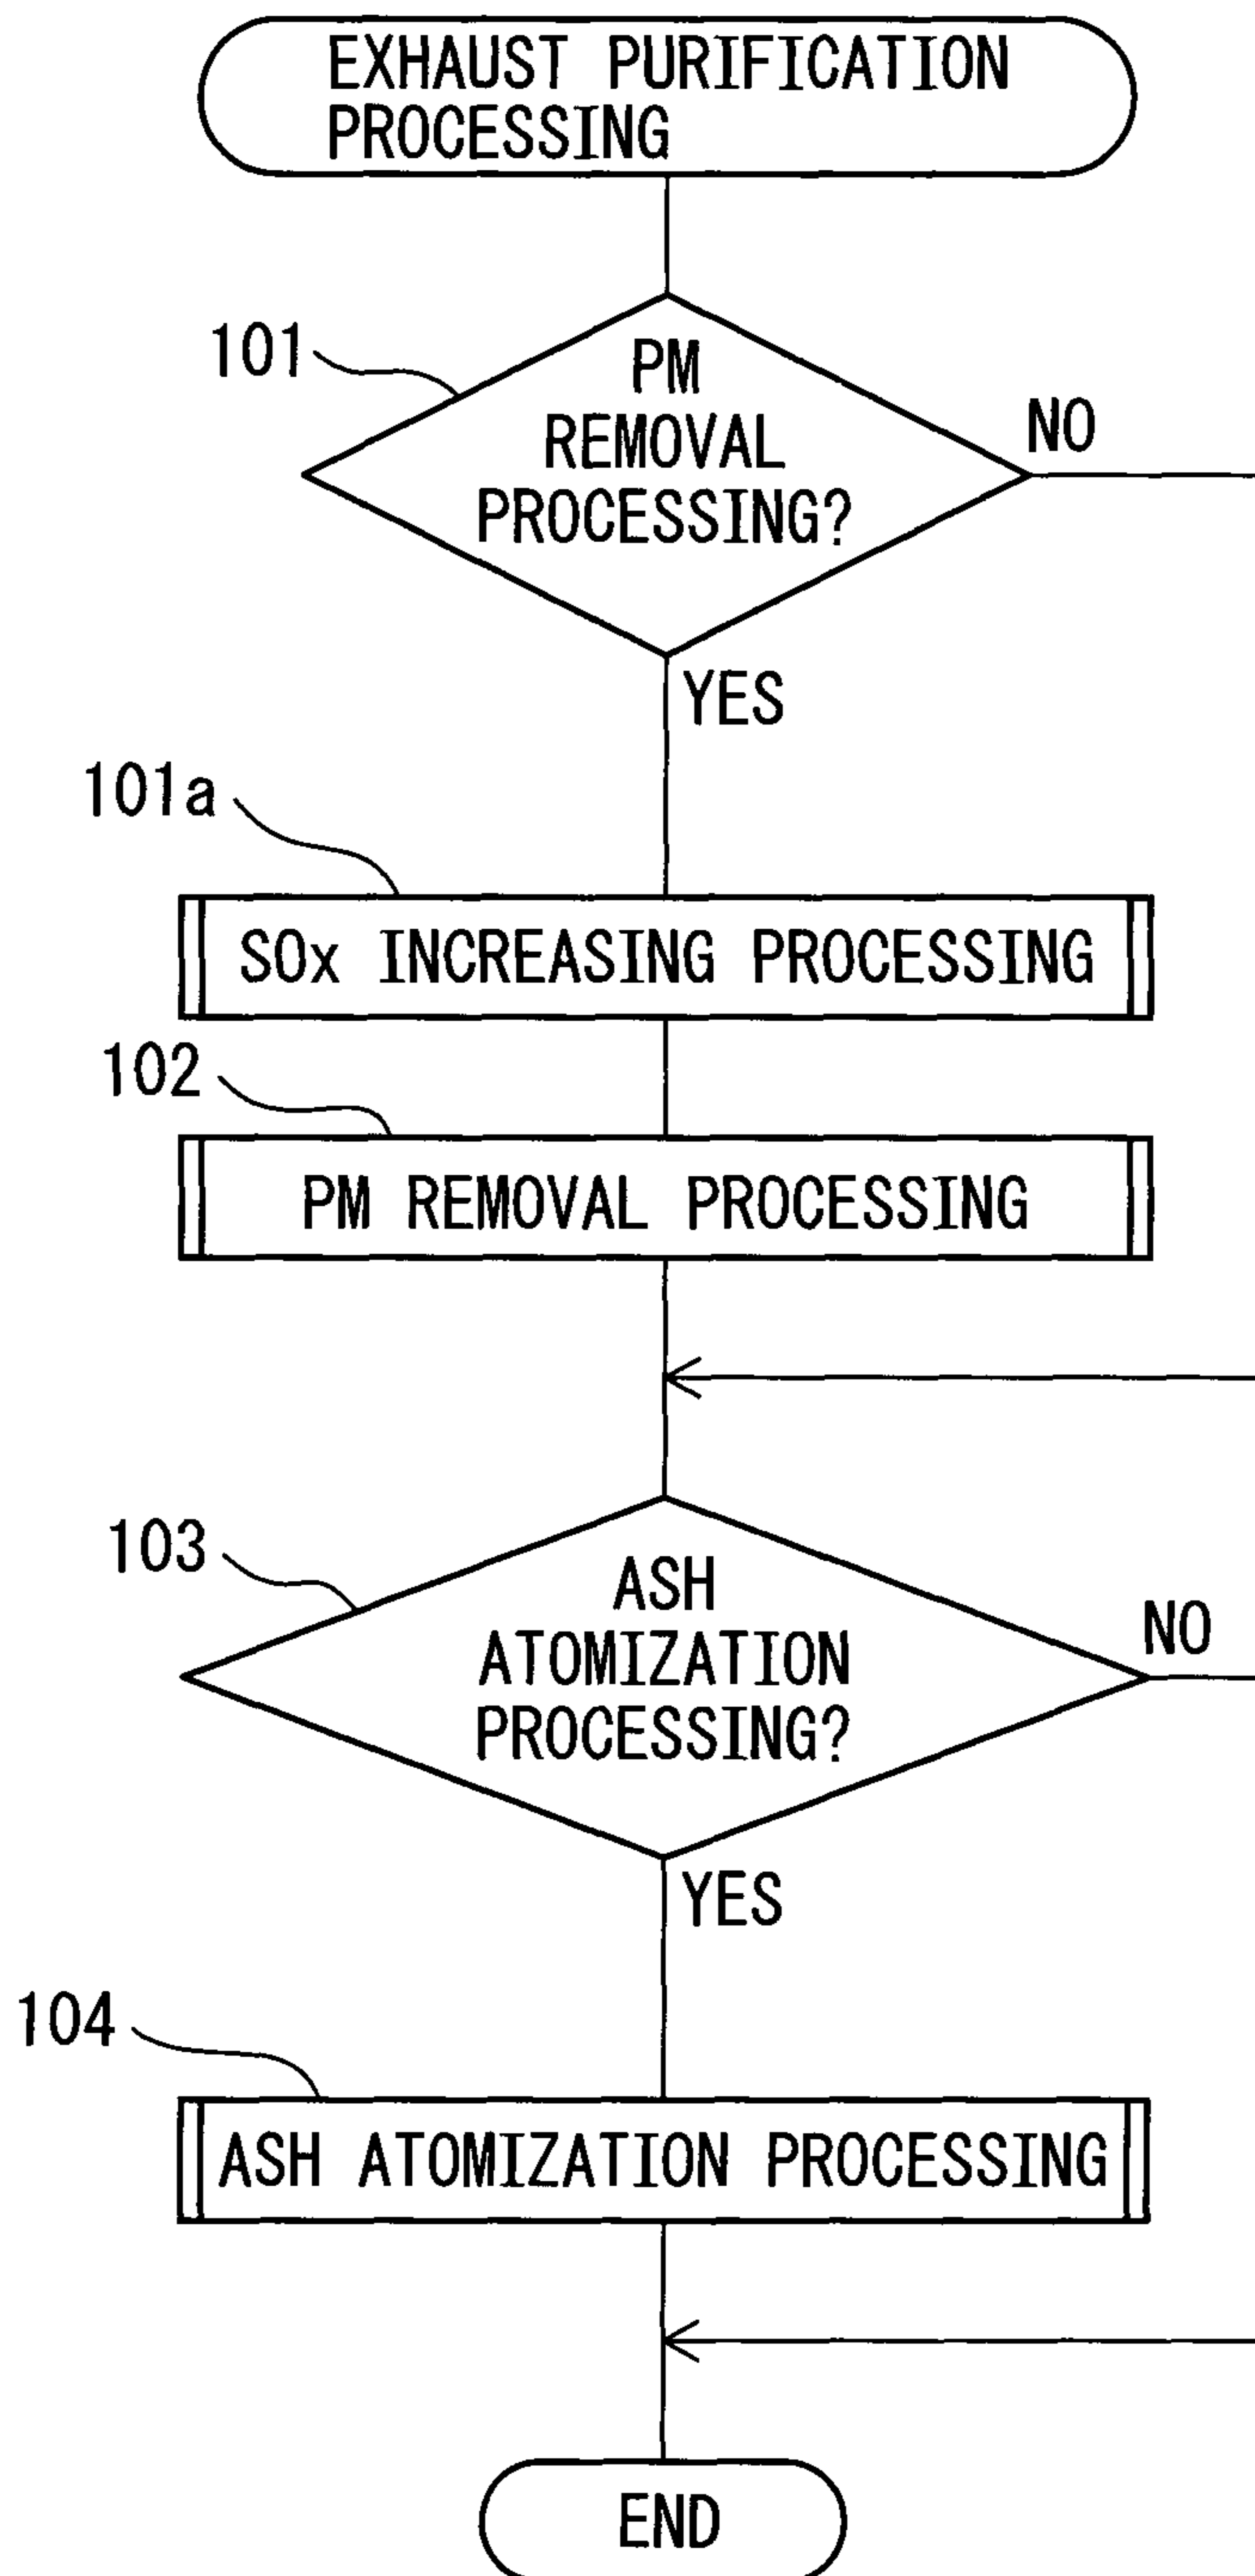 EXHAUST PURIFICATION
PROCESSING
101
PM
REMOVAL
PROCESSING?
NO
YES
101a
SOx INCREASING PROCESSING
102
PM REMOVAL PROCESSING
103
ASH
ATOMIZATION
PROCESSING?
NO
YES
104
ASH ATOMIZATION PROCESSING
END